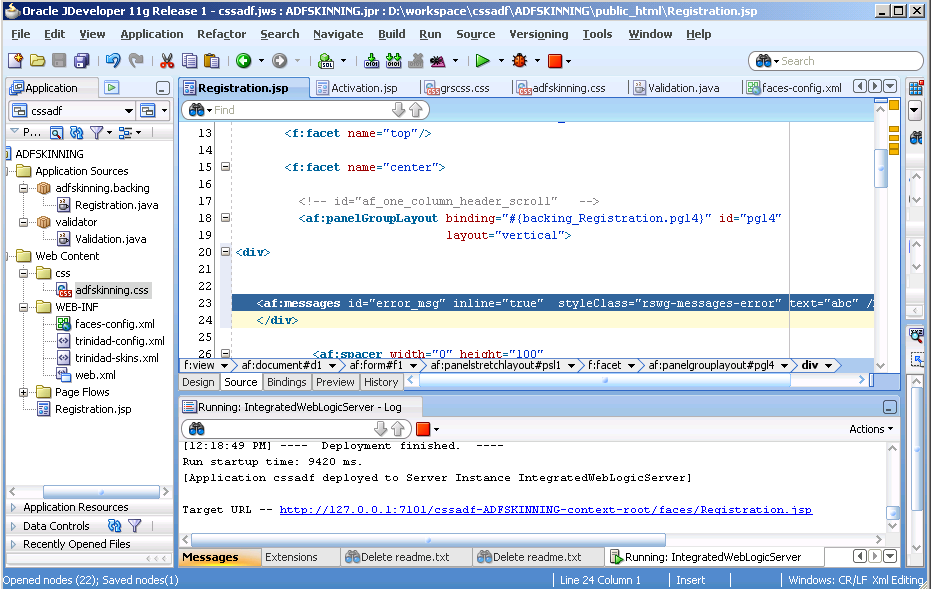 Oracle JDeveloper 11g Release 1 - cssadf.jws : ADFSKINNING.jpr : D:\workspace\cssadf\ADFSKINNING\public_html\Registration.jsp
File Edit View Application Refactor Search Navigate Build Run Source Versioning Tools Window Help
Search
Application
cssadf
P...
ADFSKINNING
Application Sources
adfskinning.backing
Registration.java
validator
Validation.java
Web Content
css
adfskinning.css
WEB-INF
faces-config.xml
trinidad-config.xml
trinidad-skins.xml
web.xml
Page Flows
Registration.jsp
Application Resources
Data Controls
Recently Opened Files
Registration.jsp Activation.jsp grscss.css adfskinning.css Validation.java faces-config.xml
Find
13 <f:facet name="top"/>
14
15 <f:facet name="center">
16
17 <!-- id="af_one_column_header_scroll" -->
18 <af:panelGroupLayout binding="#{backing_Registration.pgl4}" id="pgl4"
19 layout="vertical">
20 <div>
21
22
23 <af:messages id="error_msg" inline="true" styleClass="rswg-messages-error" text="abc" /
24 </div>
25
26 <af:spacer width="0" height="100"
f:view af:document#d1 af:form#f1 af:panelstretchlayout#psl1 f:facet af:panelgrouplayout#pgl4 div
Design Source Bindings Preview History
Running: IntegratedWebLogicServer - Log
Actions
[12:18:49 PM] ---- Deployment finished. ----
Run startup time: 9420 ms.
[Application cssadf deployed to Server Instance IntegratedWebLogicServer]
Target URL -- http://127.0.0.1:7101/cssadf-ADFSKINNING-context-root/faces/Registration.jsp
Messages Extensions Delete readme.txt Delete readme.txt Running: IntegratedWebLogicServer
Opened nodes (22); Saved nodes(1) Line 24 Column 1 Insert Windows: CR/LF Xml Editing